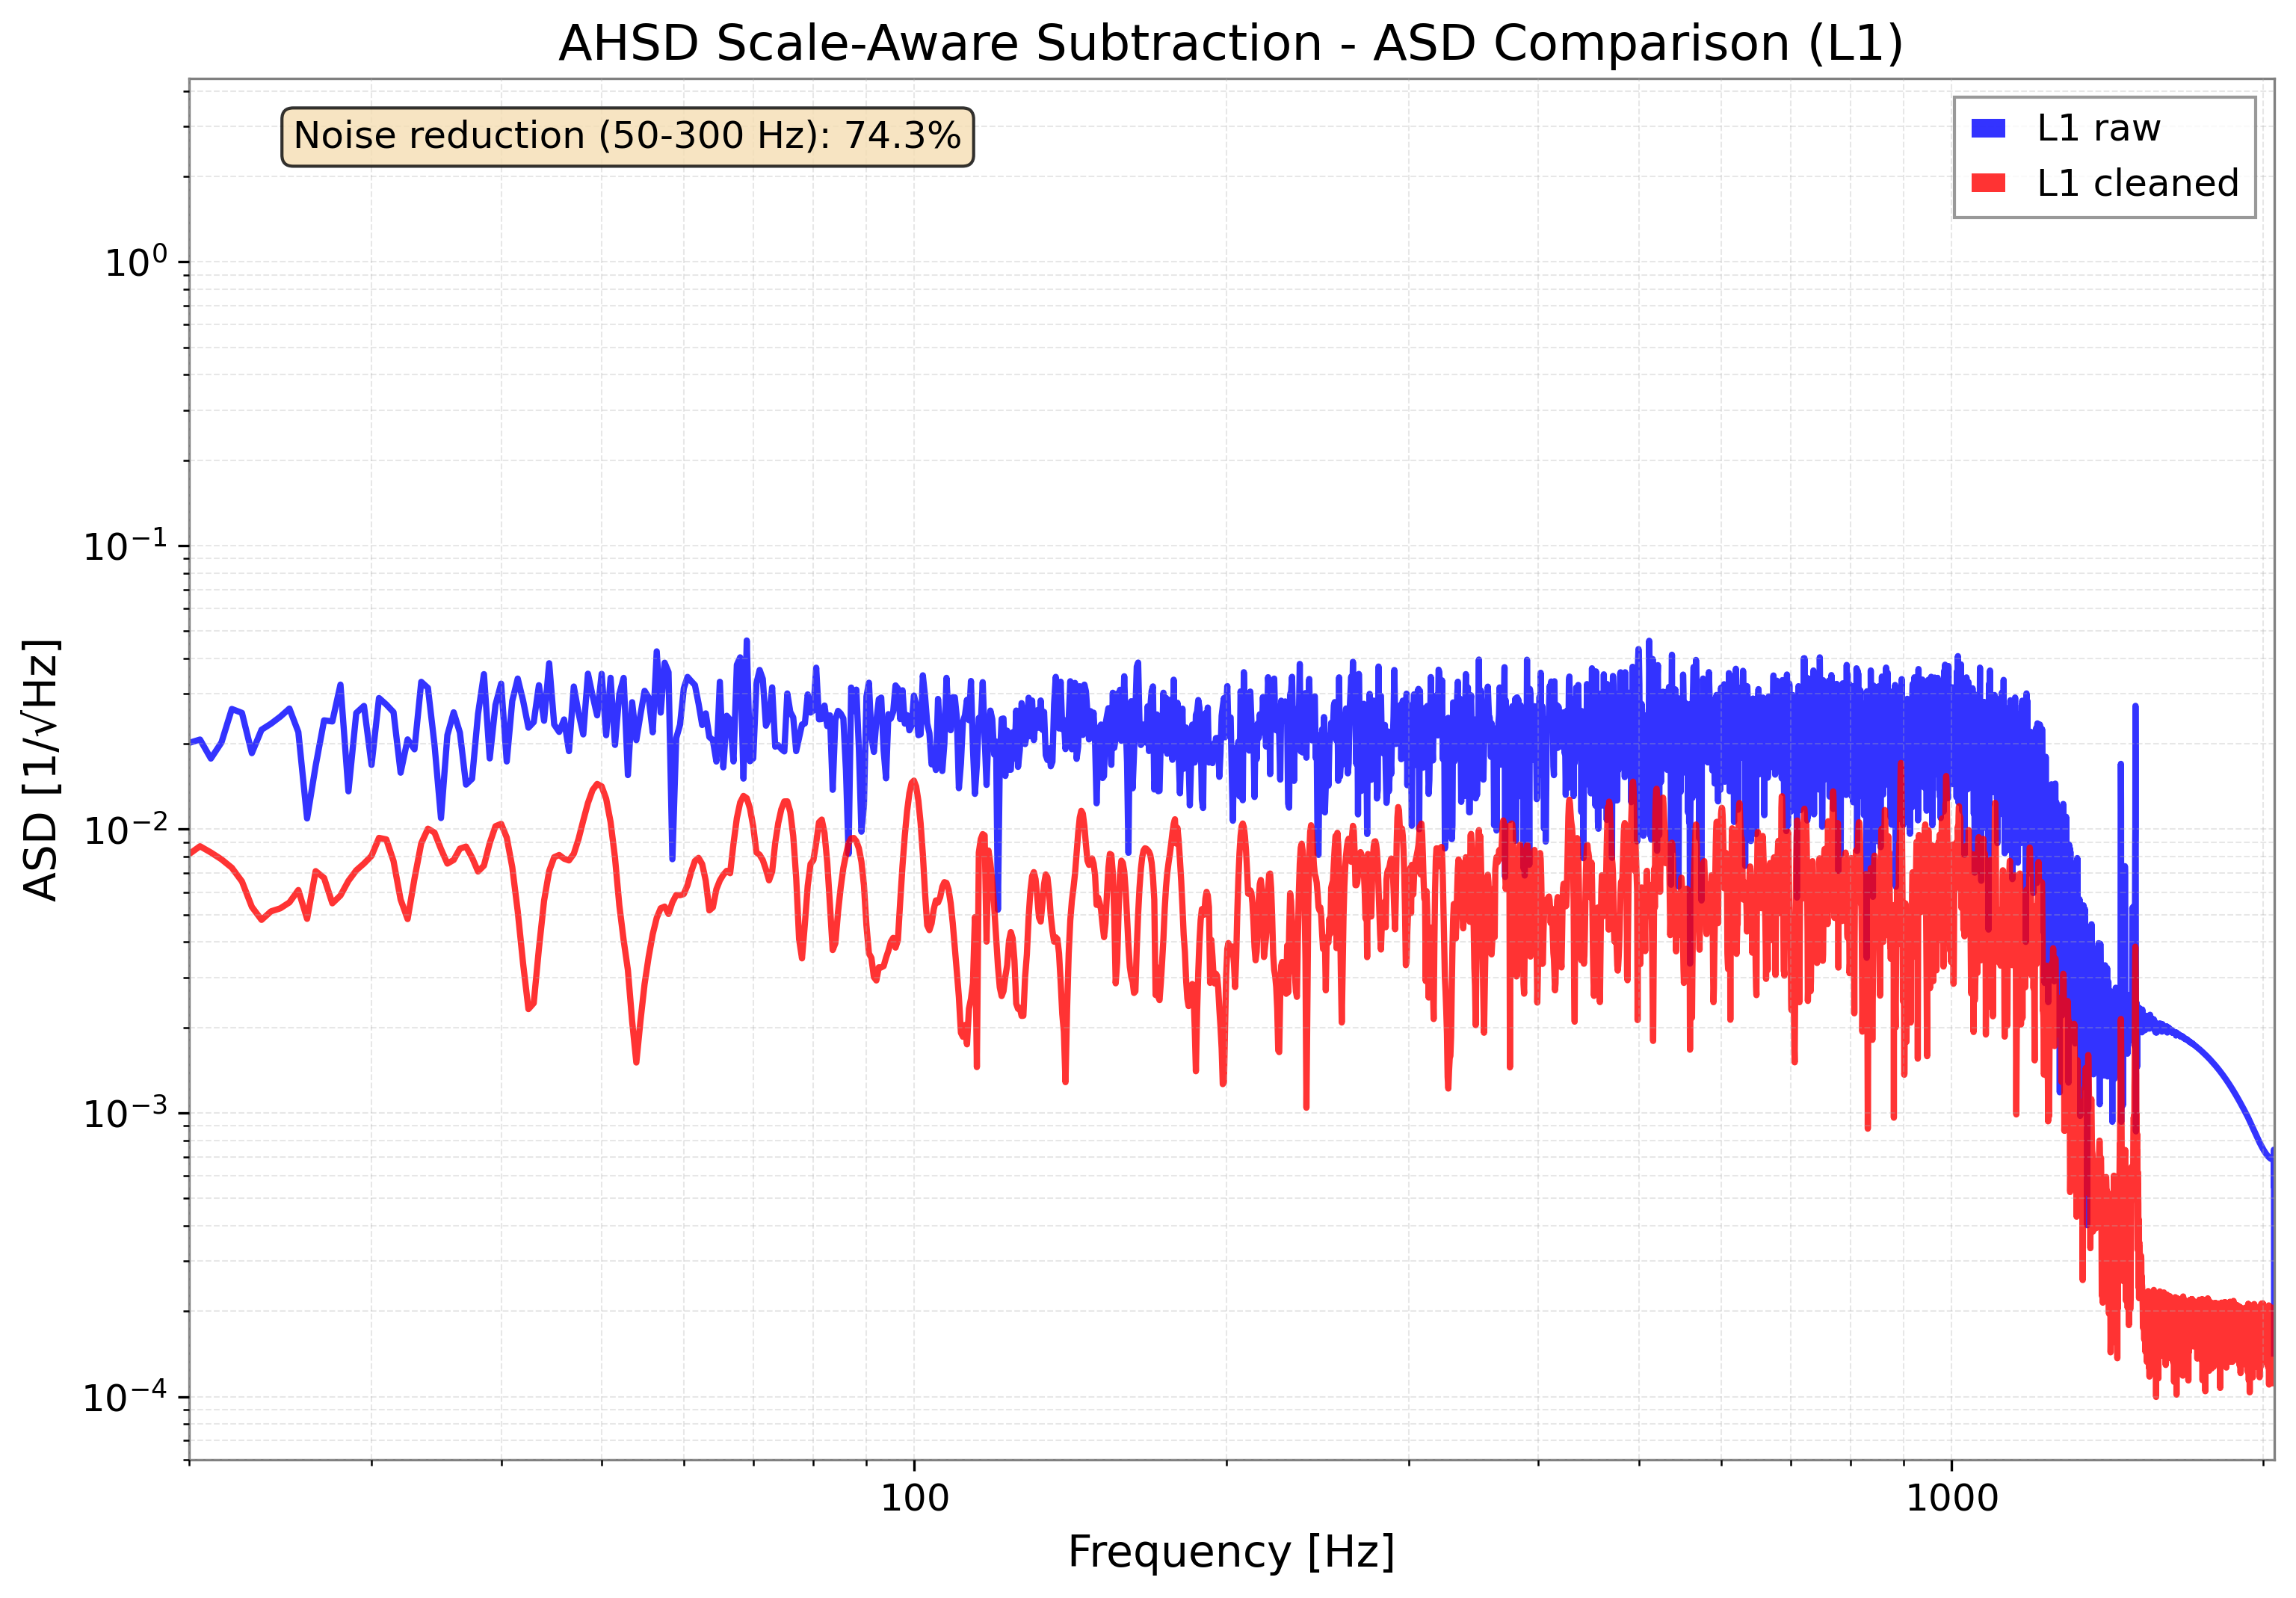 AHSD Scale-Aware Subtraction - ASD Comparison (L1)
Noise reduction (50-300 Hz): 74.3%
L1 raw
L1 cleaned
10⁰
10⁻¹
10⁻²
10⁻³
10⁻⁴
ASD [1/√Hz]
100
1000
Frequency [Hz]